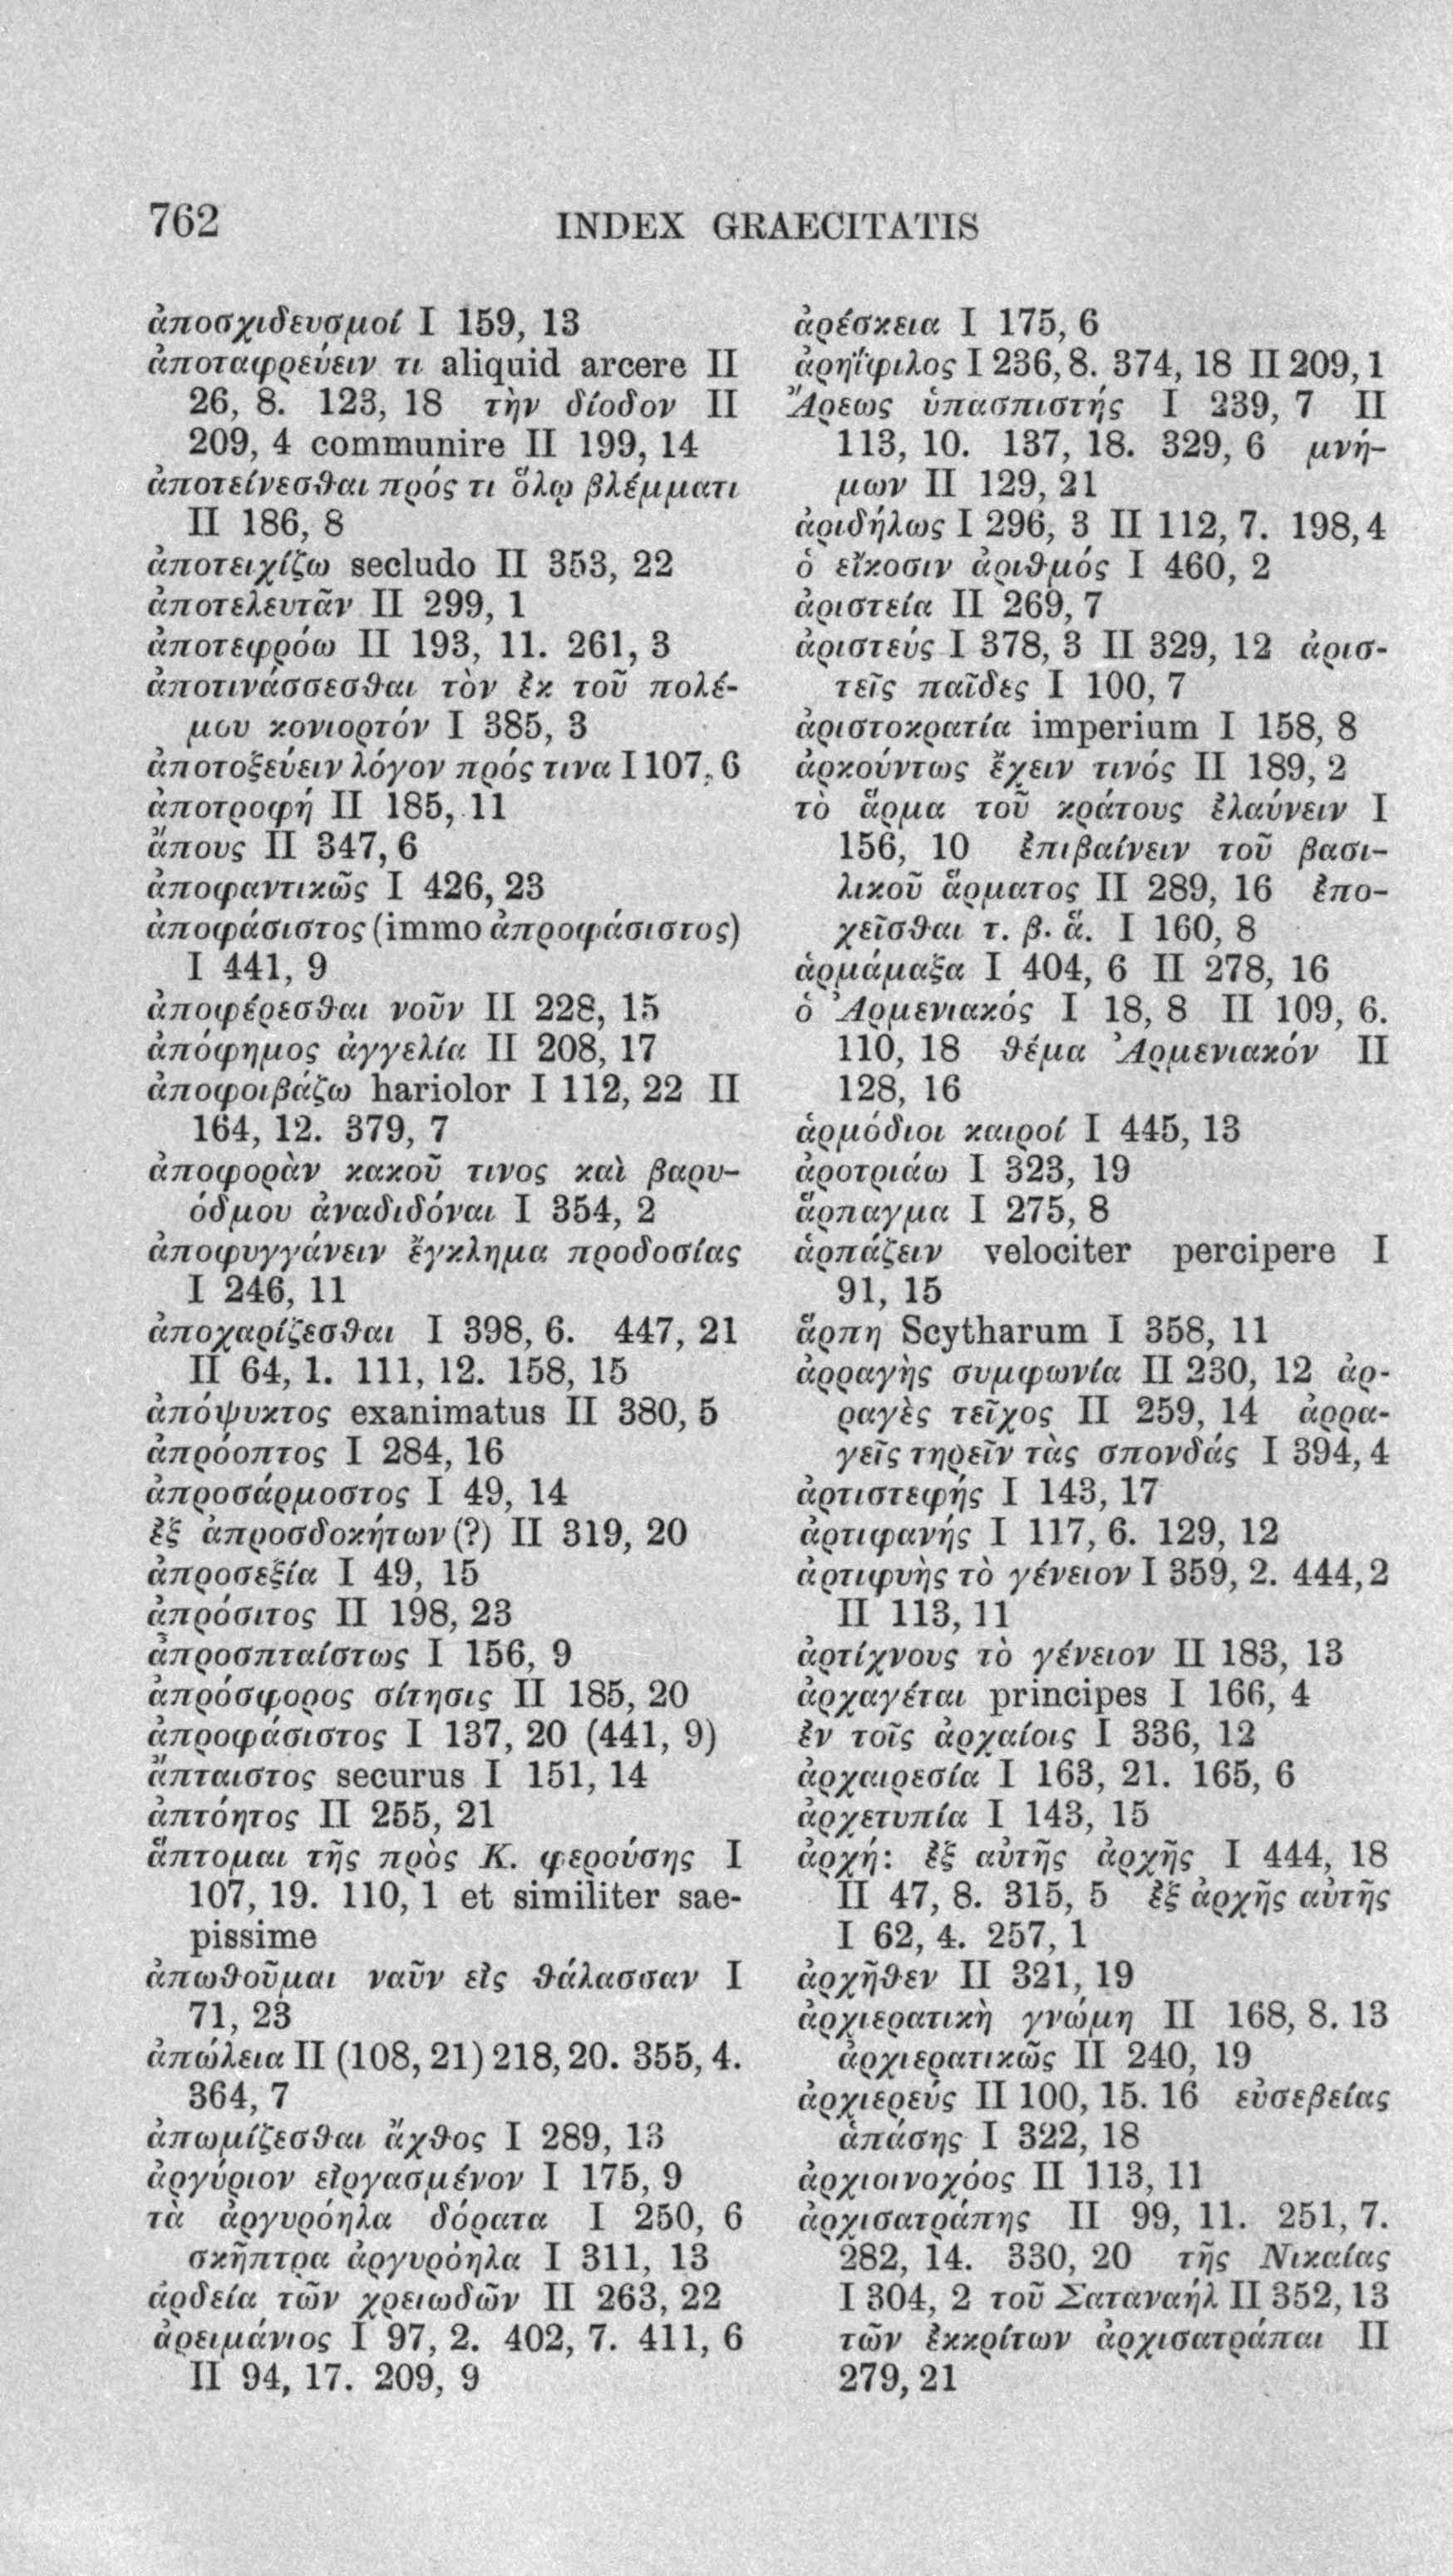 762
INDEX GRAECITATIS
ἀποσχιδευσμοί I 159, 13
ἀποταφρεύειν τι aliquid arcere II
26, 8. 123, 18 τὴν δίοδον II
209, 4 communire II 199, 14
ἀποτείνεσθαι πρός τι ὅλῳ βλέμματι
II 186, 8
ἀποτειχίζω secludo II 353, 22
ἀποτελευτᾶν II 299, 1
ἀποτεφρόω II 193, 11. 261, 3
ἀποτινάσσεσθαι τὸν ἐκ τοῦ πολέ-
μου κονιορτόν I 385, 3
ἀποτοξεύειν λόγον πρός τινα I 107, 6
ἀποτροφή II 185, 11
ἄπους II 347, 6
ἀποφαντικῶς I 426, 23
ἀποφάσιστος (immo ἀπροφάσιστος)
I 441, 9
ἀποφέρεσθαι νοῦν II 228, 15
ἀπόφημος ἀγγελία II 208, 17
ἀποφοιβάζω hariolor I 112, 22 II
164, 12. 379, 7
ἀποφορὰν κακοῦ τινος καὶ βαρυ-
όδμου ἀναδιδόναι I 354, 2
ἀποφυγγάνειν ἔγκλημα προδοσίας
I 246, 11
ἀποχαρίζεσθαι I 398, 6. 447, 21
II 64, 1. 111, 12. 158, 15
ἀπόψυκτος exanimatus II 380, 5
ἀπρόοπτος I 284, 16
ἀπροσάρμοστος I 49, 14
ἐξ ἀπροσδοκήτων (?) II 319, 20
ἀπροσεξία I 49, 15
ἀπρόσιτος II 198, 23
ἀπροσπταίστως I 156, 9
ἀπρόσφορος σίτησις II 185, 20
ἀπροφάσιστος I 137, 20 (441, 9)
ἄπταιστος securus I 151, 14
ἀπτόητος II 255, 21
ἅπτομαι τῆς πρὸς Κ. φερούσης I
107, 19. 110, 1 et similiter sae-
pissime
ἀπωθοῦμαι ναῦν εἰς θάλασσαν I
71, 23
ἀπώλεια II (108, 21) 218, 20. 355, 4.
364, 7
ἀπωμίζεσθαι ἄχθος I 289, 13
ἀργύριον εἰργασμένον I 175, 9
τὰ ἀργυρόηλα δόρατα I 250, 6
σκῆπτρα ἀργυρόηλα I 311, 13
ἀρδεία τῶν χρειωδῶν II 263, 22
ἀρειμάνιος I 97, 2. 402, 7. 411, 6
II 94, 17. 209, 9
ἀρέσκεια I 175, 6
ἀρηΐφιλος I 236, 8. 374, 18 II 209, 1
Ἄρεως ὑπασπιστής I 239, 7 II
113, 10. 137, 18. 329, 6 μνή-
μων II 129, 21
ἀριδήλως I 296, 3 II 112, 7. 198, 4
ὁ εἴκοσιν ἀριθμός I 460, 2
ἀριστεία II 269, 7
ἀριστεύς I 378, 3 II 329, 12 ἀρισ-
τεῖς παῖδες I 100, 7
ἀριστοκρατία imperium I 158, 8
ἀρκούντως ἔχειν τινός II 189, 2
τὸ ἅρμα τοῦ κράτους ἐλαύνειν I
156, 10 ἐπιβαίνειν τοῦ βασι-
λικοῦ ἅρματος II 289, 16 ἐπο-
χεῖσθαι τ. β. ἅ. I 160, 8
ἁρμάμαξα I 404, 6 II 278, 16
ὁ Ἀρμενιακός I 18, 8 II 109, 6.
110, 18 θέμα Ἀρμενιακόν II
128, 16
ἁρμόδιοι καιροί I 445, 13
ἀροτριάω I 323, 19
ἅρπαγμα I 275, 8
ἁρπάζειν velociter percipere I
91, 15
ἅρπη Scytharum I 358, 11
ἀρραγὴς συμφωνία II 230, 12 ἀρ-
ραγὲς τεῖχος II 259, 14 ἀρρα-
γεῖς τηρεῖν τὰς σπονδάς I 394, 4
ἀρτιστεφής I 143, 17
ἀρτιφανής I 117, 6. 129, 12
ἀρτιφυὴς τὸ γένειον I 359, 2. 444, 2
II 113, 11
ἀρτίχνους τὸ γένειον II 183, 13
ἀρχαγέται principes I 166, 4
ἐν τοῖς ἀρχαίοις I 336, 12
ἀρχαιρεσία I 163, 21. 165, 6
ἀρχετυπία I 143, 15
ἀρχή: ἐξ αὐτῆς ἀρχῆς I 444, 18
II 47, 8. 315, 5 ἐξ ἀρχῆς αὐτῆς
I 62, 4. 257, 1
ἀρχῆθεν II 321, 19
ἀρχιερατικὴ γνώμη II 168, 8. 13
ἀρχιερατικῶς II 240, 19
ἀρχιερεύς II 100, 15. 16 εὐσεβείας
ἁπάσης I 322, 18
ἀρχιοινοχόος II 113, 11
ἀρχισατράπης II 99, 11. 251, 7.
282, 14. 330, 20 τῆς Νικαίας
I 304, 2 τοῦ Σαταναήλ II 352, 13
τῶν ἐκκρίτων ἀρχισατράπαι II
279, 21